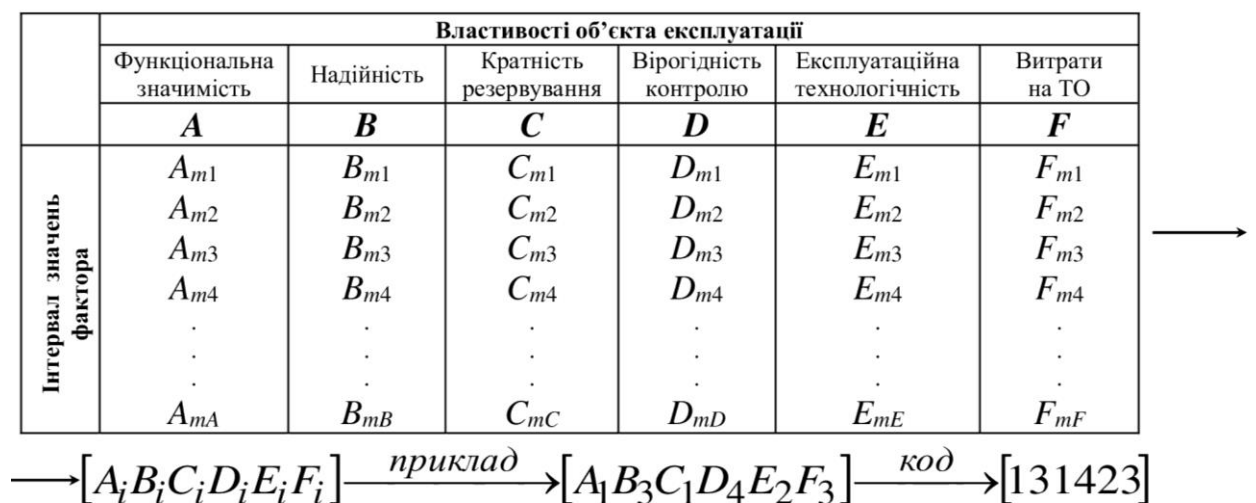 Властивості об’єкта експлуатації
Функціональна значимість Надійність Кратність резервування Вірогідність контролю Експлуатаційна технологічність Витрати на ТО
A B C D E F
Інтервал значень фактора
Am1 Bm1 Cm1 Dm1 Em1 Fm1
Am2 Bm2 Cm2 Dm2 Em2 Fm2
Am3 Bm3 Cm3 Dm3 Em3 Fm3
Am4 Bm4 Cm4 Dm4 Em4 Fm4
. . . . . .
. . . . . .
. . . . . .
AmA BmB CmC DmD EmE FmF
→[AiBiCiDiEiFi] приклад →[A1B3C1D4E2F3] код →[131423]